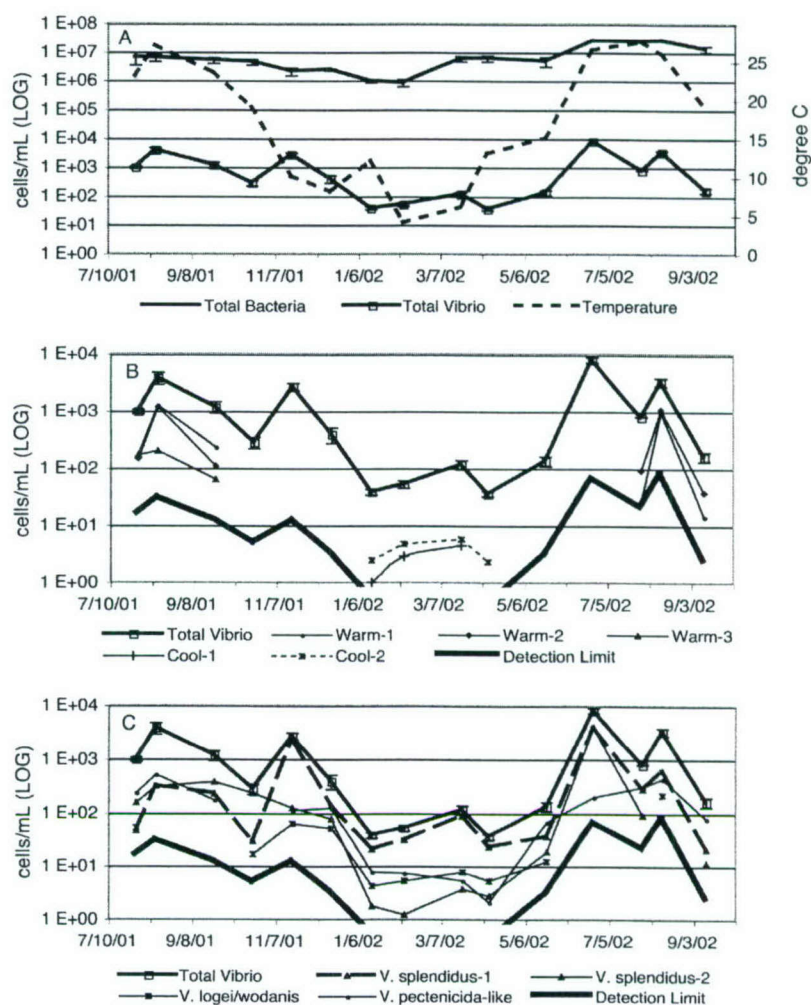 A
cells/mL (LOG)
1 E+08
1 E+07
1 E+06
1 E+05
1 E+04
1 E+03
1 E+02
1 E+01
1 E+00
25
20
15
10
5
0
degree C
7/10/01 9/8/01 11/7/01 1/6/02 3/7/02 5/6/02 7/5/02 9/3/02
Total Bacteria Total Vibrio Temperature
B
cells/mL (LOG)
1 E+04
1 E+03
1 E+02
1 E+01
1 E+00
7/10/01 9/8/01 11/7/01 1/6/02 3/7/02 5/6/02 7/5/02 9/3/02
Total Vibrio Warm-1 Warm-2 Warm-3
Cool-1 Cool-2 Detection Limit
C
cells/mL (LOG)
1 E+04
1 E+03
1 E+02
1 E+01
1 E+00
7/10/01 9/8/01 11/7/01 1/6/02 3/7/02 5/6/02 7/5/02 9/3/02
Total Vibrio V. splendidus-1 V. splendidus-2
V. logei/wodanis V. pectenicida-like Detection Limit